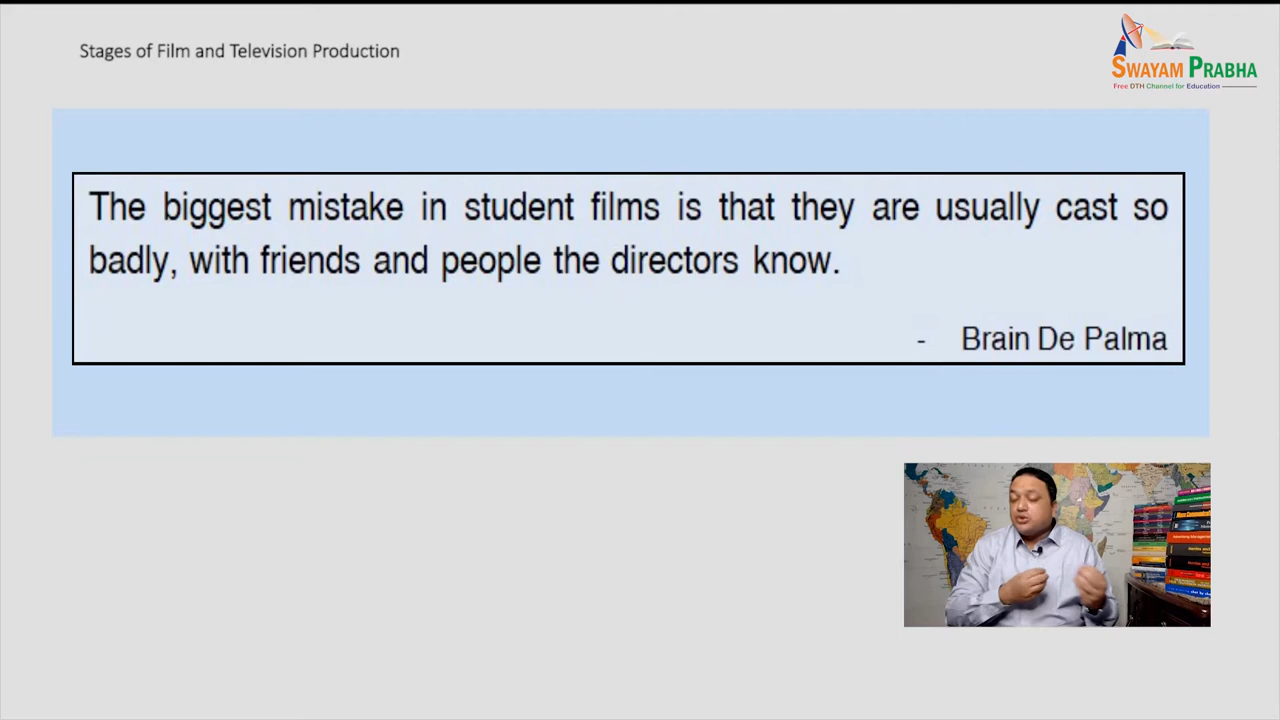 Stages of Film and Television Production
SWAYAM PRABHA
Free DTH Channel for Education
The biggest mistake in student films is that they are usually cast so
badly, with friends and people the directors know.
- Brain De Palma